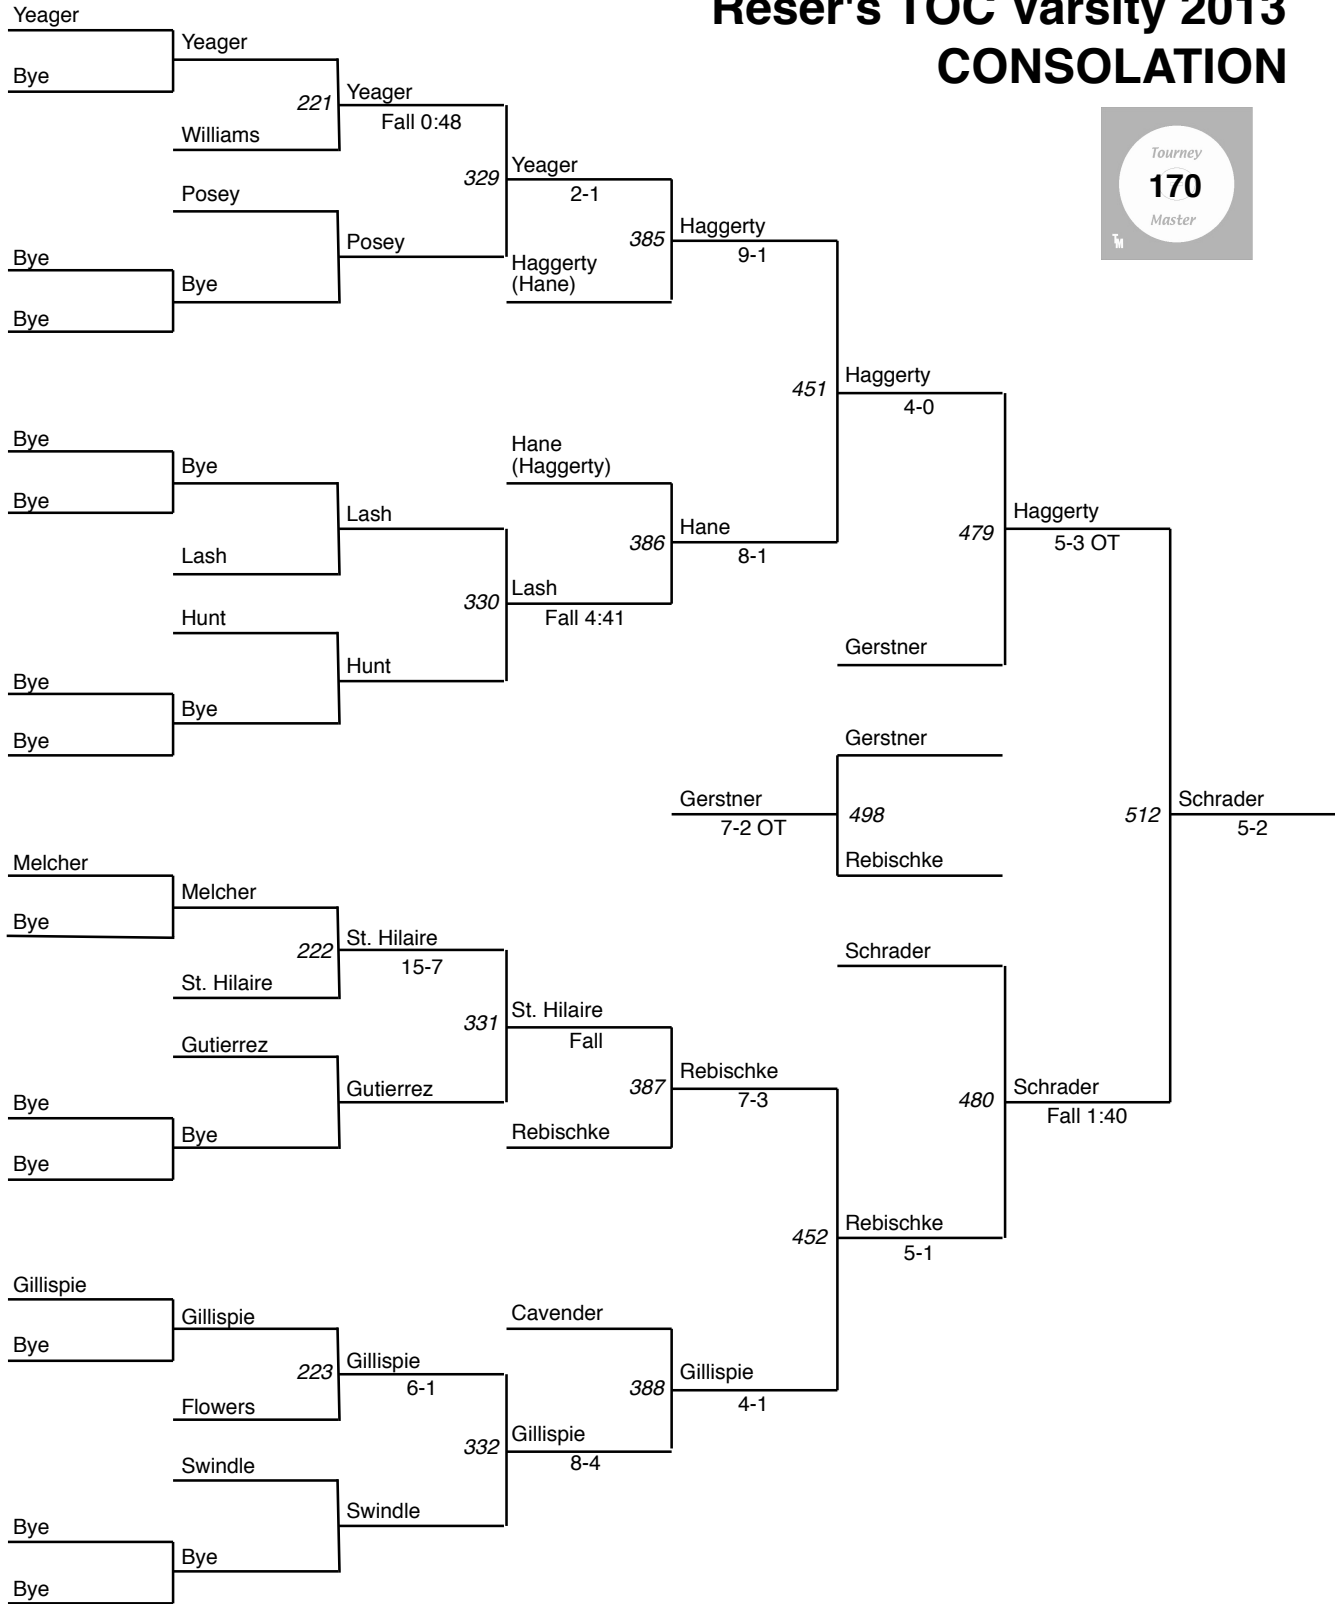 Reser's TOC Varsity 2013
CONSOLATION
Tourney
170
Master
TM
Yeager
Bye
Yeager
221
Williams
Yeager
Fall 0:48
Posey
Bye
Bye
Bye
Posey
329
Yeager
2-1
Haggerty
(Hane)
385
Haggerty
9-1
Bye
Bye
Bye
Lash
Lash
Hunt
Bye
Bye
Bye
Hunt
330
Lash
Fall 4:41
Hane
(Haggerty)
386
Hane
8-1
451
Haggerty
4-0
479
Gerstner
Haggerty
5-3 OT
Gerstner
Gerstner
7-2 OT
498
Rebischke
512
Schrader
5-2
Melcher
Bye
Melcher
222
St. Hilaire
St. Hilaire
15-7
Gutierrez
Bye
Bye
Bye
Gutierrez
331
St. Hilaire
Fall
387
Rebischke
Rebischke
7-3
Schrader
480
Schrader
Fall 1:40
452
Rebischke
5-1
Gillispie
Bye
Gillispie
223
Flowers
Gillispie
6-1
Swindle
Bye
Bye
Bye
Swindle
332
Gillispie
8-4
Cavender
388
Gillispie
4-1